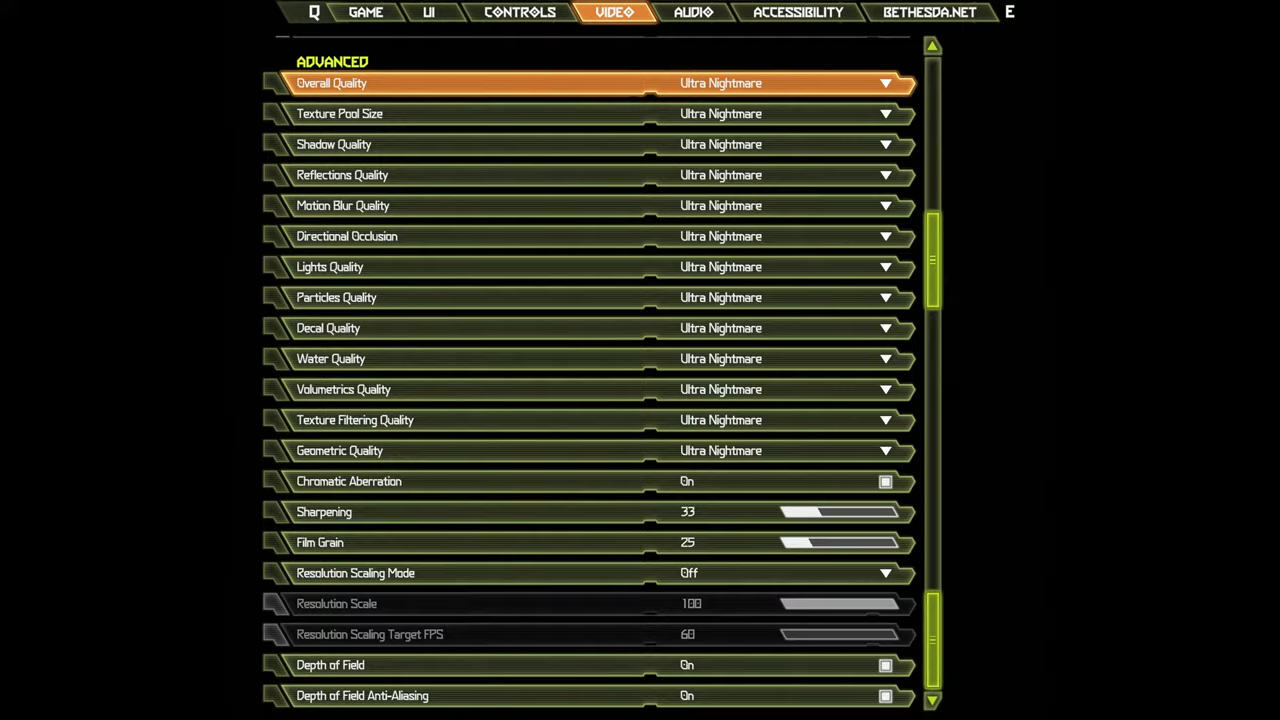 Q GAME UI CONTROLS VIDEO AUDIO ACCESSIBILITY BETHESDA.NET E
ADVANCED
Overall Quality Ultra Nightmare
Texture Pool Size Ultra Nightmare
Shadow Quality Ultra Nightmare
Reflections Quality Ultra Nightmare
Motion Blur Quality Ultra Nightmare
Directional Occlusion Ultra Nightmare
Lights Quality Ultra Nightmare
Particles Quality Ultra Nightmare
Decal Quality Ultra Nightmare
Water Quality Ultra Nightmare
Volumetrics Quality Ultra Nightmare
Texture Filtering Quality Ultra Nightmare
Geometric Quality Ultra Nightmare
Chromatic Aberration On
Sharpening 33
Film Grain 25
Resolution Scaling Mode Off
Resolution Scale 100
Resolution Scaling Target FPS 60
Depth of Field On
Depth of Field Anti-Aliasing On